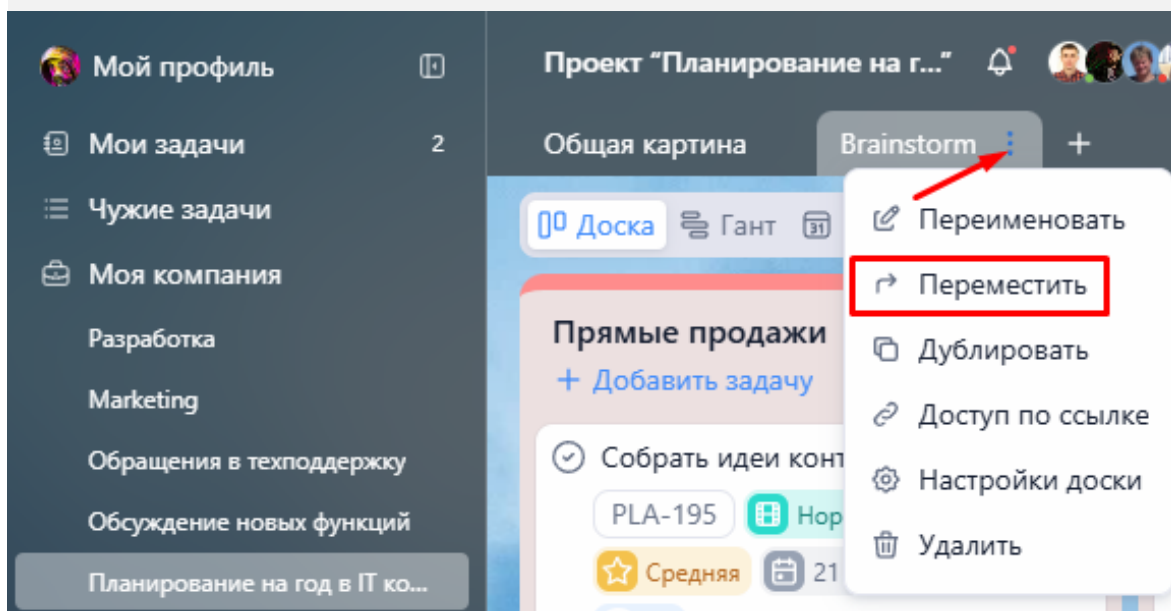 Мой профиль
Мои задачи 2
Чужие задачи
Моя компания
Разработка
Marketing
Обращения в техподдержку
Обсуждение новых функций
Планирование на год в IT ко...
Проект “Планирование на г...”
Общая картина
Brainstorm
Доска
Гант
31
Прямые продажи
+ Добавить задачу
Собрать идеи
PLA-195
Средняя
21
Переименовать
Переместить
Дублировать
Доступ по ссылке
Настройки доски
Удалить